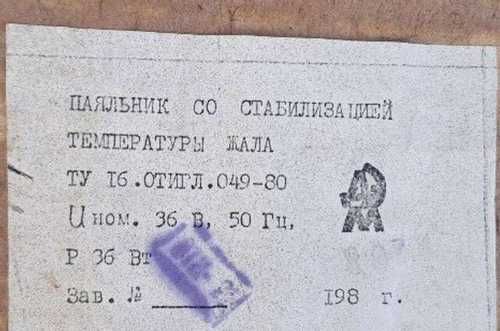 ПАЯЛЬНИК СО СТАБИЛИЗАЦИЕЙ
ТЕМПЕРАТУРЫ ЖАЛА
ТУ 16.ОТИГЛ.049-80
Uном. 36 В, 50 Гц,
Р 36 Вт
Зав. № ______ 198 г.